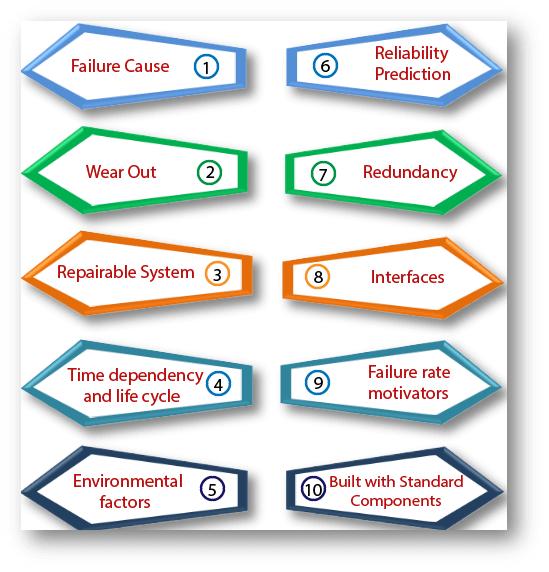 Failure Cause 1
Wear Out 2
Repairable System 3
Time dependency 4
and life cycle
Environmental 5
factors
6 Reliability
Prediction
7 Redundancy
8 Interfaces
9 Failure rate
motivators
10 Built with Standard
Components